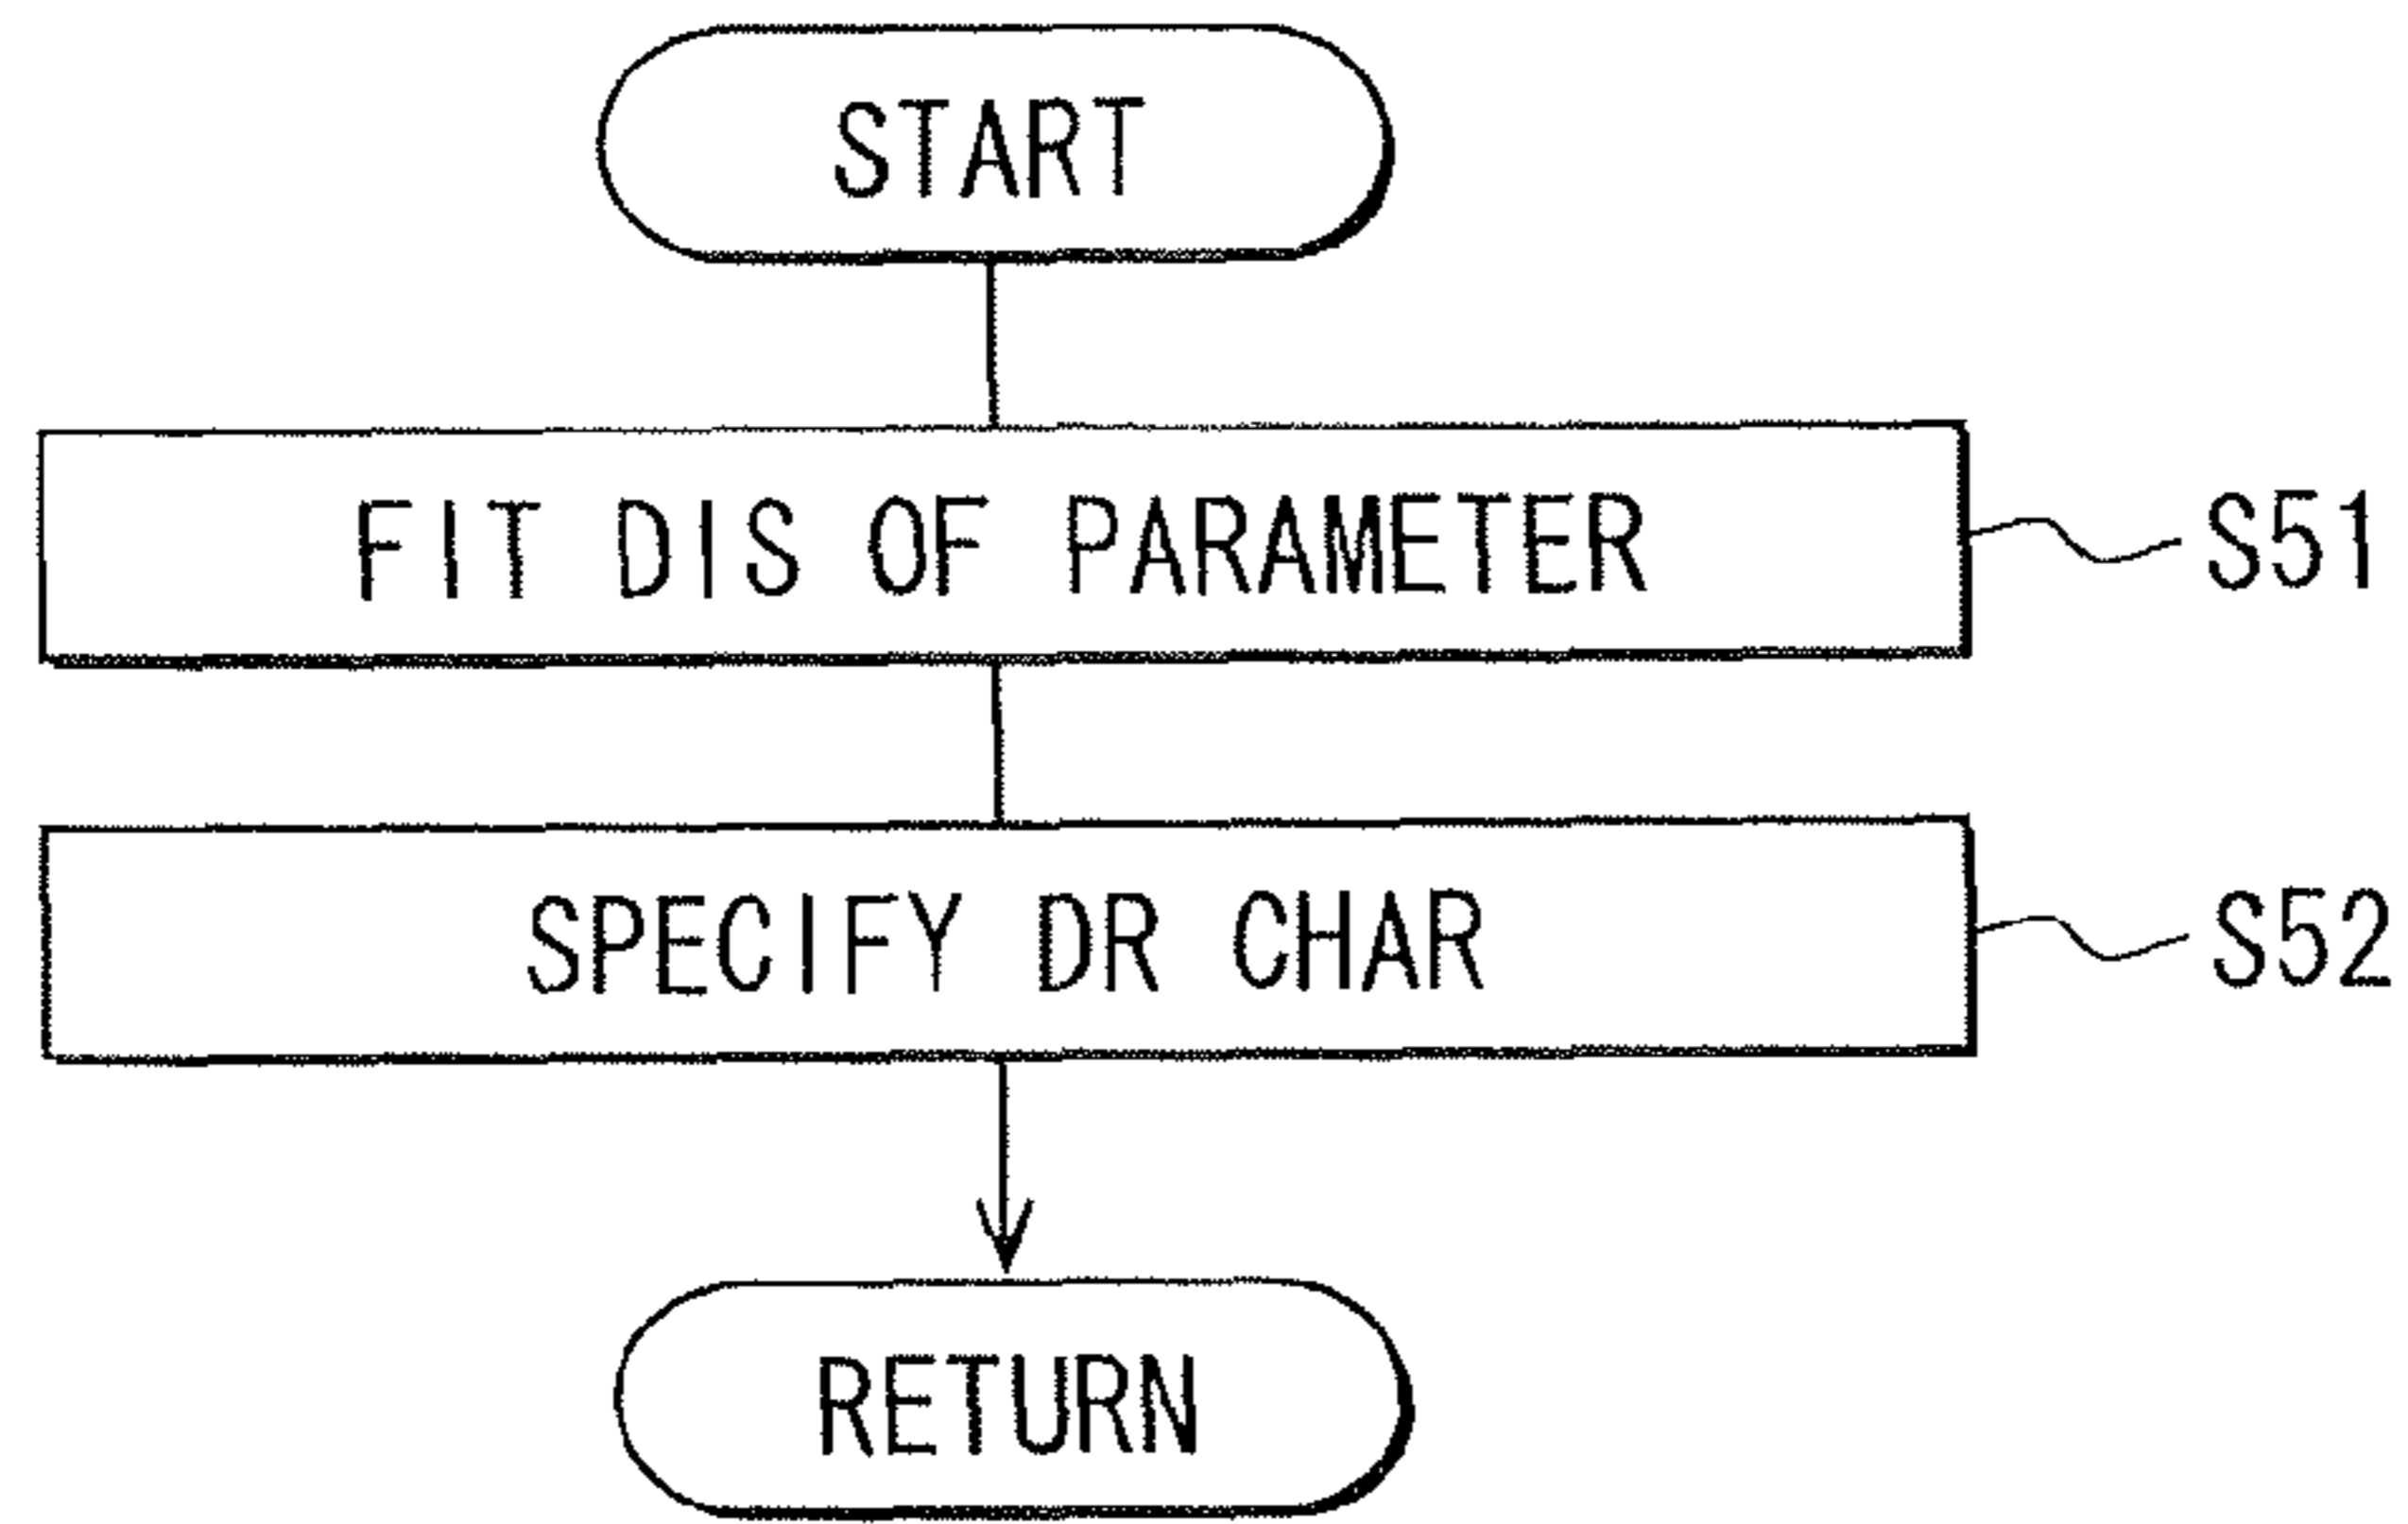 START
FIT DIS OF PARAMETER
S51
SPECIFY DR CHAR
S52
RETURN